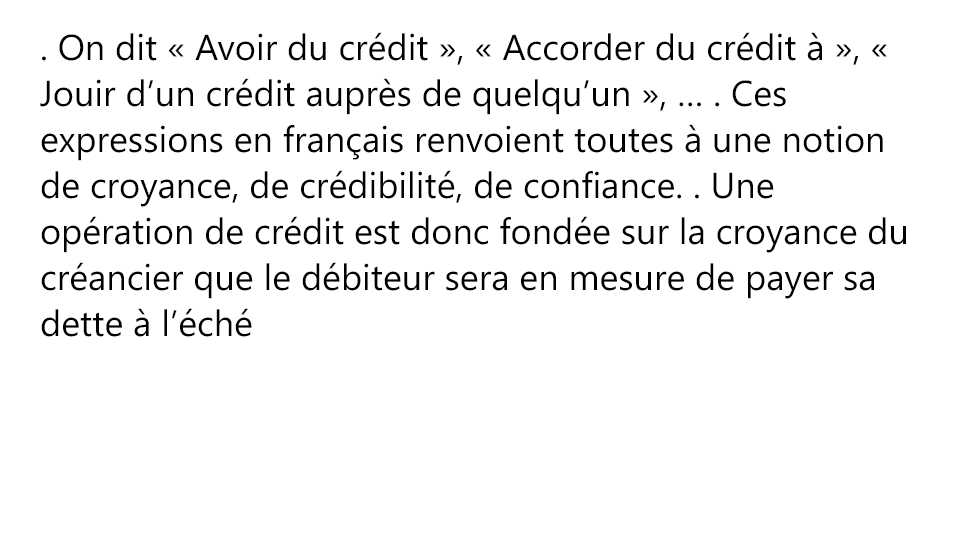 . On dit « Avoir du crédit », « Accorder du crédit à », «
Jouir d’un crédit auprès de quelqu’un », … . Ces
expressions en français renvoient toutes à une notion
de croyance, de crédibilité, de confiance. . Une
opération de crédit est donc fondée sur la croyance du
créancier que le débiteur sera en mesure de payer sa
dette à l’éché